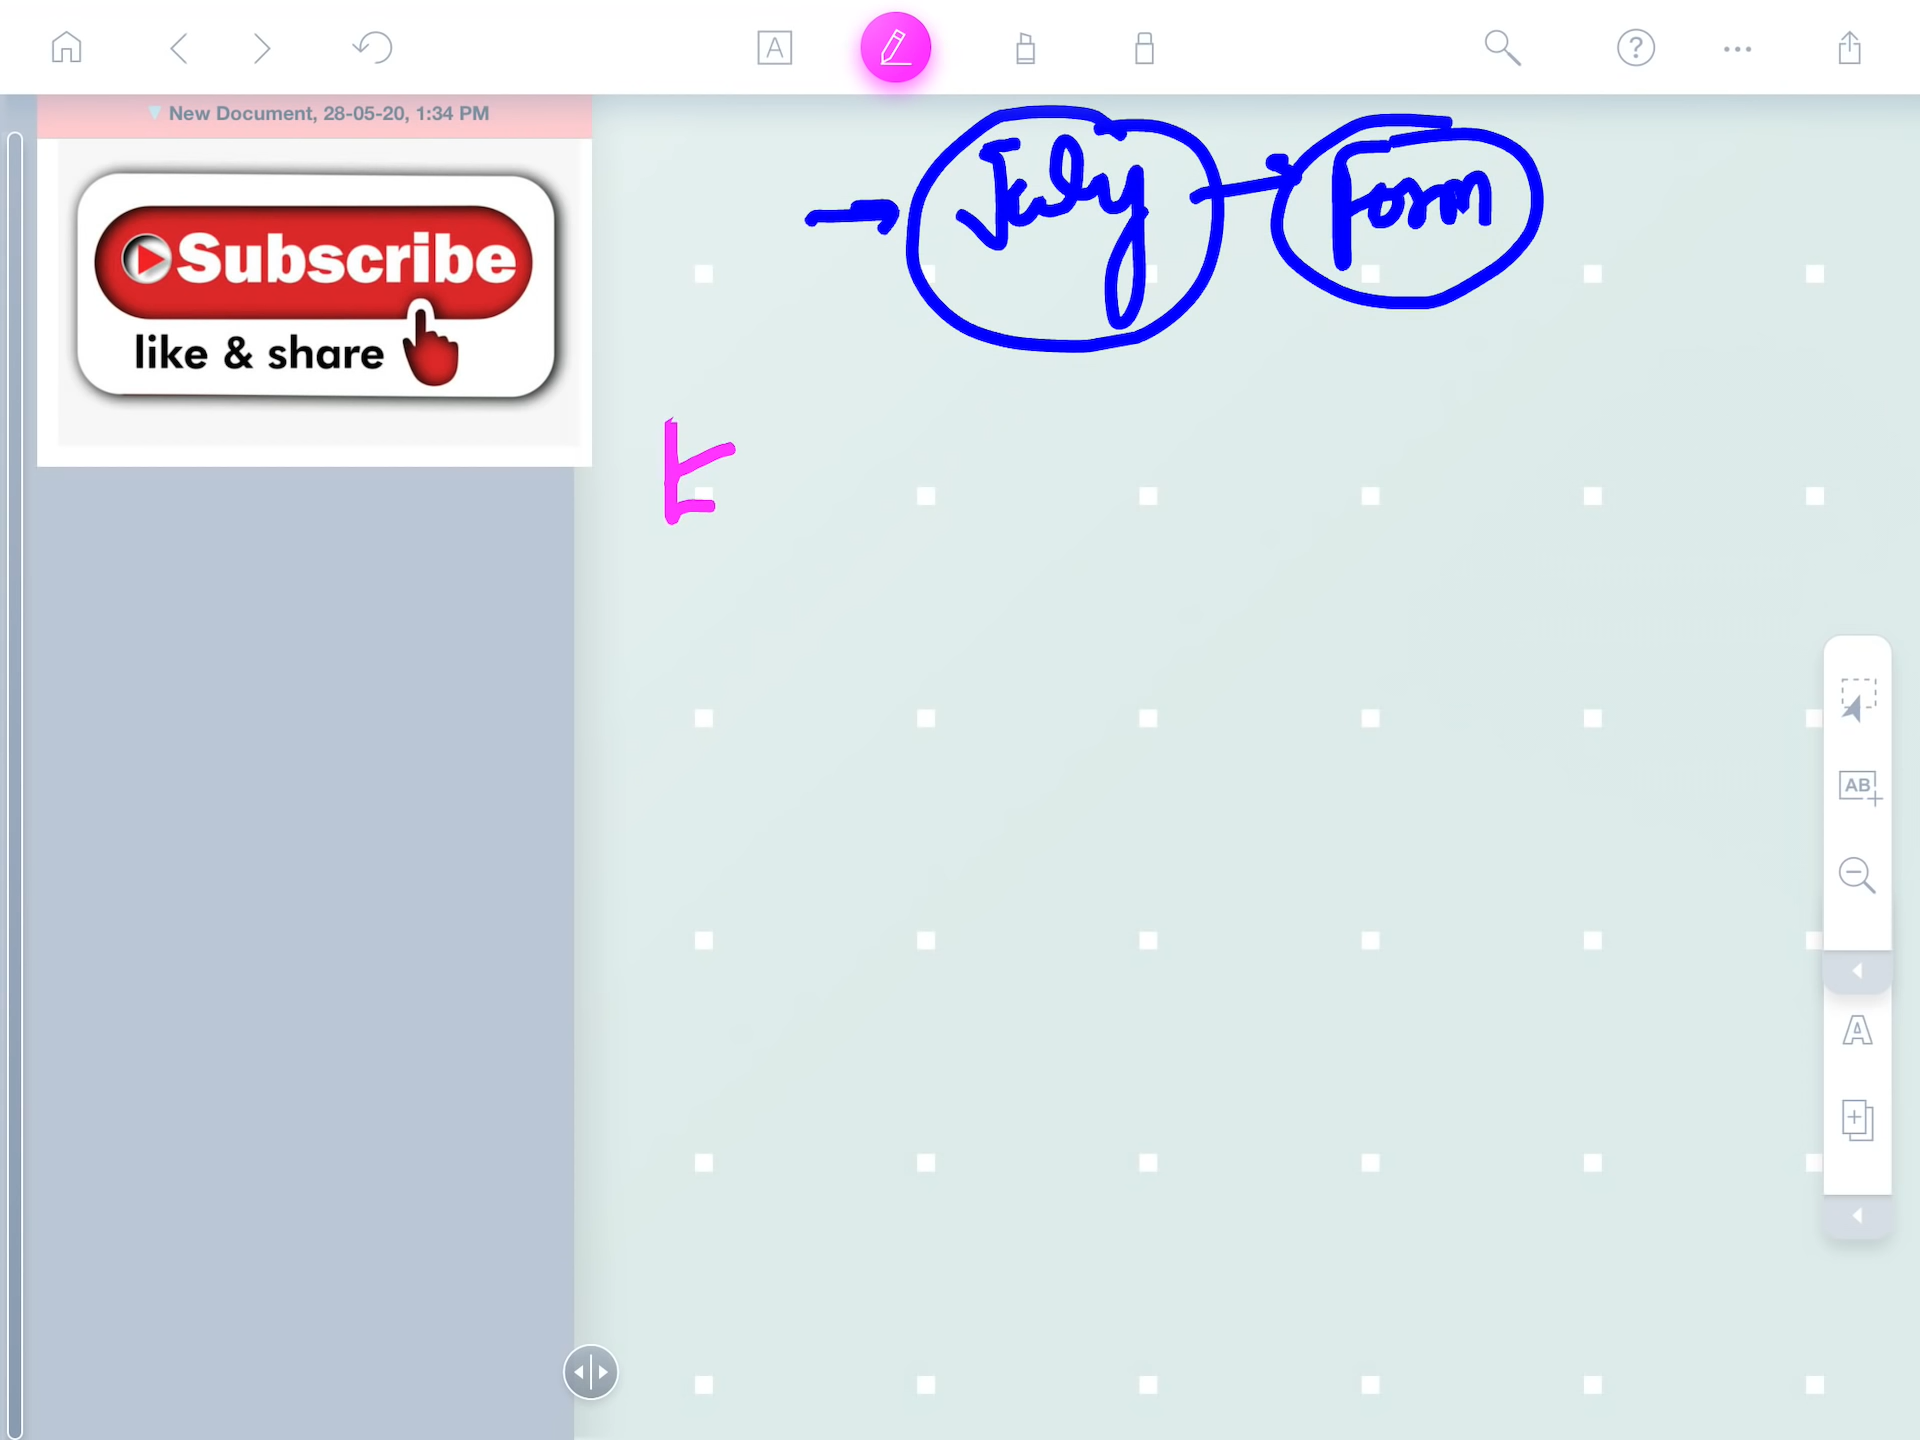 New Document, 28-05-20, 1:34 PM
Subscribe
like & share
July
Form